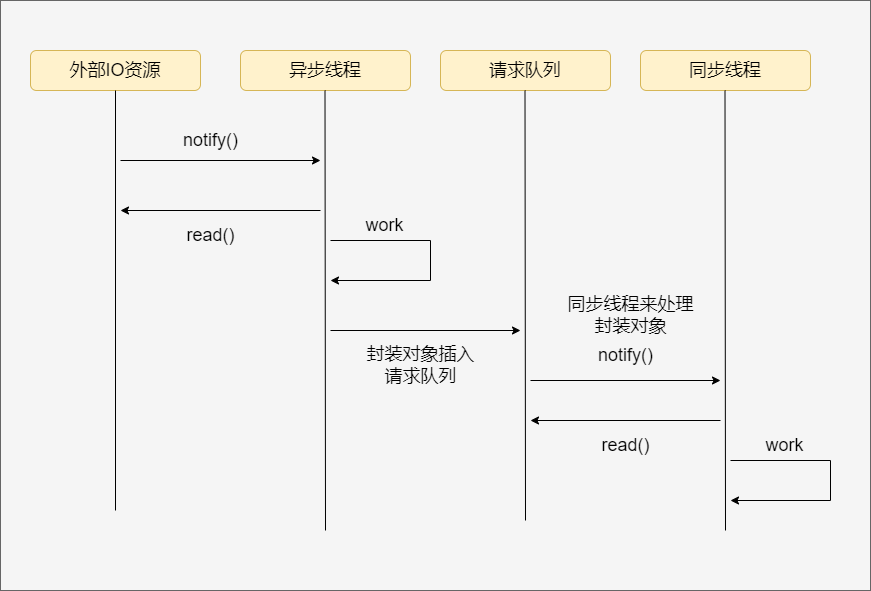 外部IO资源
异步线程
请求队列
同步线程
notify()
read()
work
同步线程来处理
封装对象
封装对象插入
请求队列
notify()
read()
work